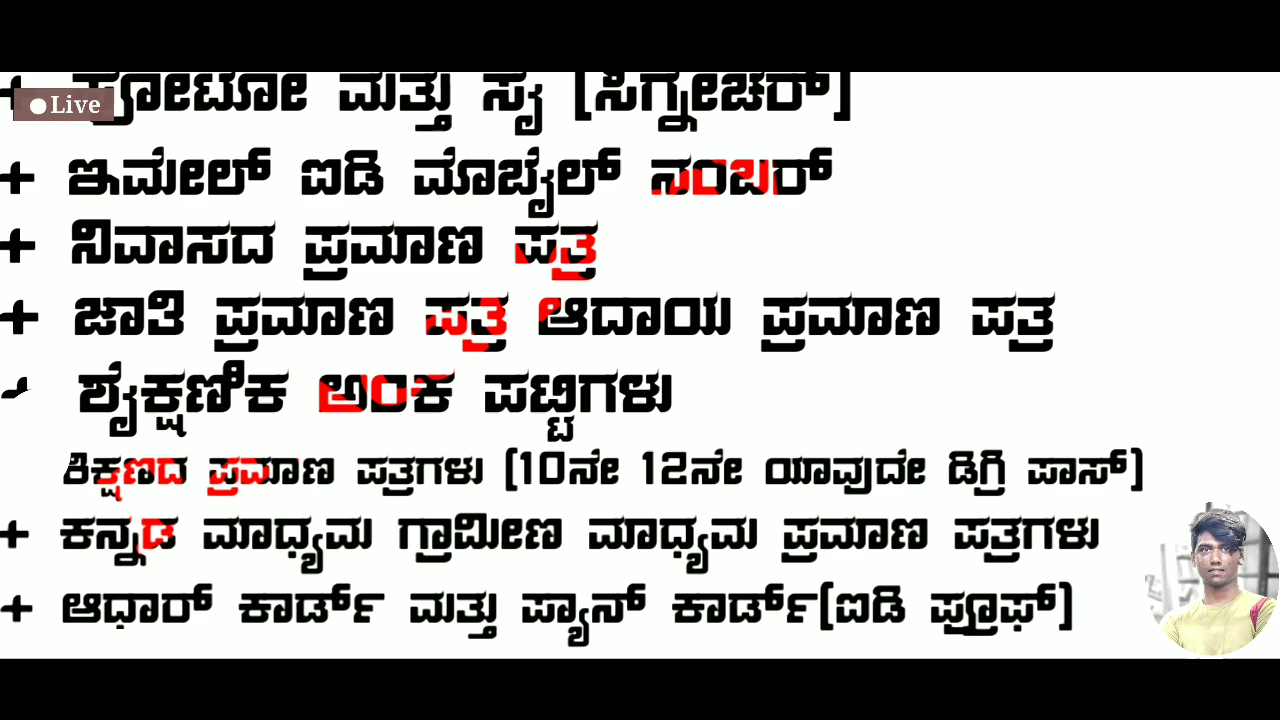 ಫೋಟೋ ಮತ್ತು ಸೈ [ಸಿಗ್ನೇಚರ್]
Live
+ ಇಮೇಲ್ ಐಡಿ ಮೊಬೈಲ್ ನಂಬರ್
+ ನಿವಾಸದ ಪ್ರಮಾಣ ಪತ್ರ
+ ಜಾತಿ ಪ್ರಮಾಣ ಪತ್ರ ಆದಾಯ ಪ್ರಮಾಣ ಪತ್ರ
ಶೈಕ್ಷಣಿಕ ಅಂಕ ಪಟ್ಟಿಗಳು
ಪ್ರಮಾಣ ಪತ್ರಗಳು [10ನೇ 12ನೇ ಯಾವುದೇ ಡಿಗ್ರಿ ಪಾಸ್]
+ ಕನ್ನಡ ಮಾಧ್ಯಮ ಗ್ರಾಮೀಣ ಮಾಧ್ಯಮ ಪ್ರಮಾಣ ಪತ್ರಗಳು
+ ಆಧಾರ್ ಕಾರ್ಡ್ ಮತ್ತು ಪ್ಯಾನ್ ಕಾರ್ಡ್[ಐಡಿ ಪ್ರೂಫ್]